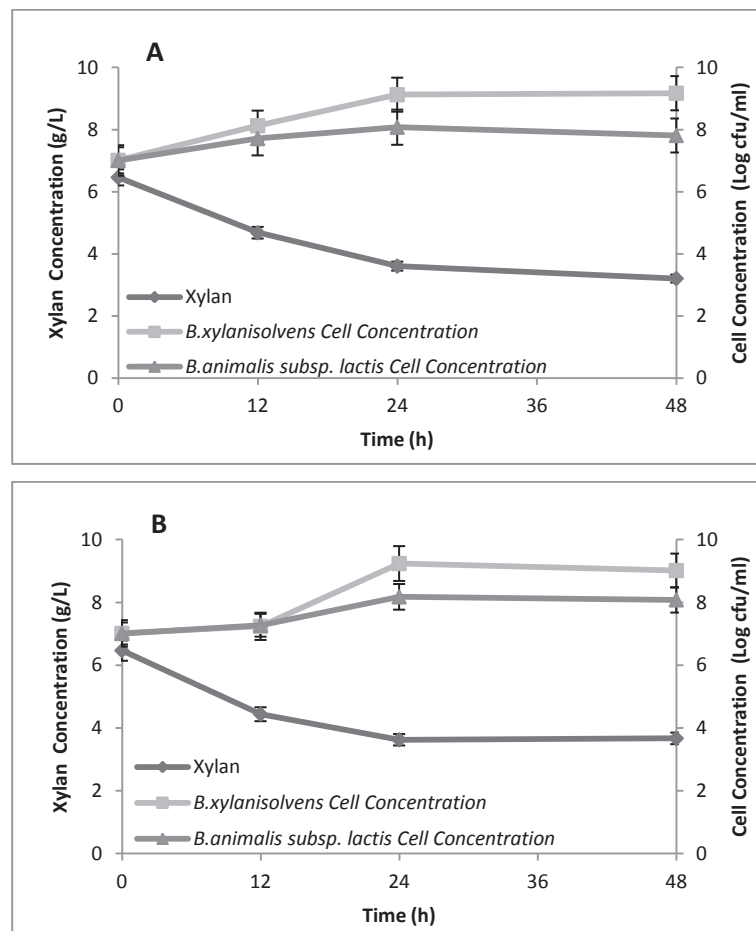 A
Xylan Concentration (g/L)
10
8
6
4
2
0
Xylan
B.xylanisolvens Cell Concentration
B.animalis subsp. lactis Cell Concentration
10
8
6
4
2
0
Cell Concentration (Log cfu/ml)
0 12 24 36 48
Time (h)
B
Xylan Concentration (g/L)
10
8
6
4
2
0
Xylan
B.xylanisolvens Cell Concentration
B.animalis subsp. lactis Cell Concentration
10
8
6
4
2
0
Cell Concentration (Log cfu/ml)
0 12 24 36 48
Time (h)